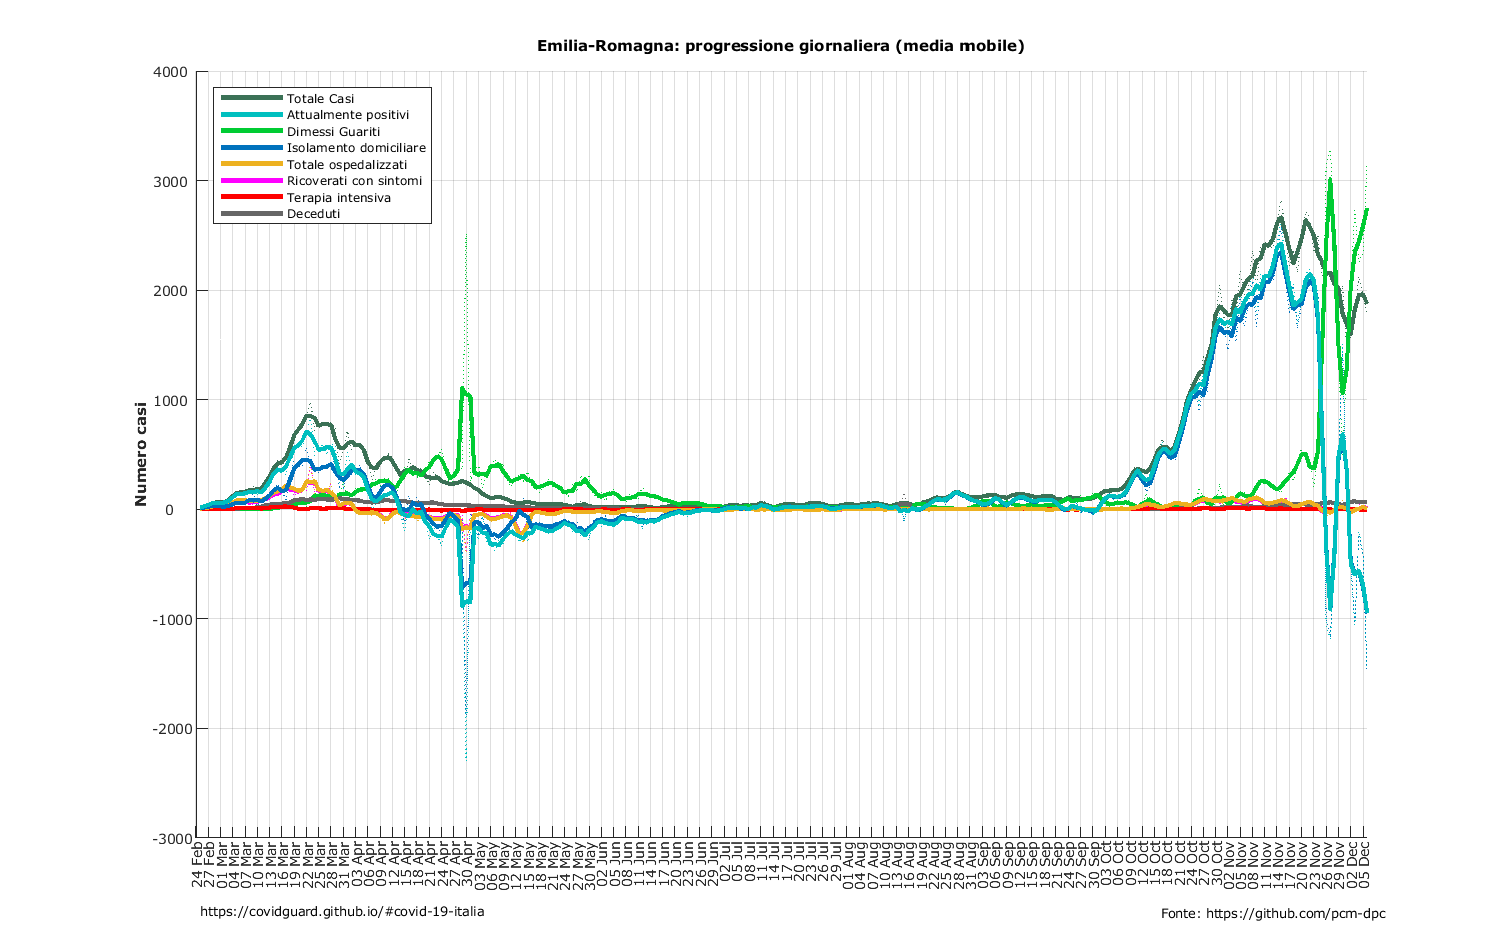 Emilia-Romagna: progressione giornaliera (media mobile)
4000
3000
2000
1000
0
-1000
-2000
-3000
Numero casi
Totale Casi
Attualmente positivi
Dimessi Guariti
Isolamento domiciliare
Totale ospedalizzati
Ricoverati con sintomi
Terapia intensiva
Deceduti
24 Feb
27 Feb
01 Mar
04 Mar
07 Mar
10 Mar
13 Mar
16 Mar
19 Mar
22 Mar
25 Mar
28 Mar
31 Mar
03 Apr
06 Apr
09 Apr
12 Apr
15 Apr
18 Apr
21 Apr
24 Apr
27 Apr
30 Apr
03 May
06 May
09 May
12 May
15 May
18 May
21 May
24 May
27 May
30 May
02 Jun
05 Jun
08 Jun
11 Jun
14 Jun
17 Jun
20 Jun
23 Jun
26 Jun
29 Jun
02 Jul
05 Jul
08 Jul
11 Jul
14 Jul
17 Jul
20 Jul
23 Jul
26 Jul
29 Jul
01 Aug
04 Aug
07 Aug
10 Aug
13 Aug
16 Aug
19 Aug
22 Aug
25 Aug
28 Aug
31 Aug
03 Sep
06 Sep
09 Sep
12 Sep
15 Sep
18 Sep
21 Sep
24 Sep
27 Sep
30 Sep
03 Oct
06 Oct
09 Oct
12 Oct
15 Oct
18 Oct
21 Oct
24 Oct
27 Oct
30 Oct
02 Nov
05 Nov
08 Nov
11 Nov
14 Nov
17 Nov
20 Nov
23 Nov
26 Nov
29 Nov
02 Dec
05 Dec
https://covidguard.github.io/#covid-19-italia
Fonte: https://github.com/pcm-dpc